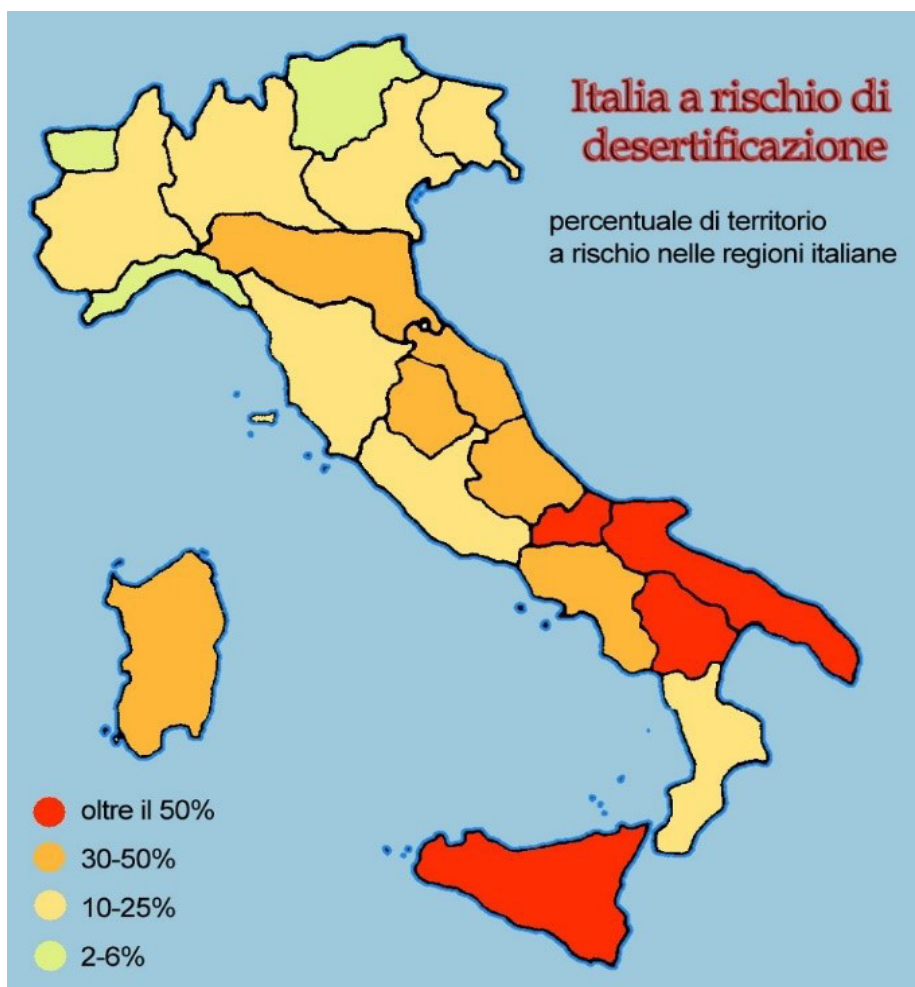 Italia a rischio di
desertificazione
percentuale di territorio
a rischio nelle regioni italiane
oltre il 50%
30-50%
10-25%
2-6%